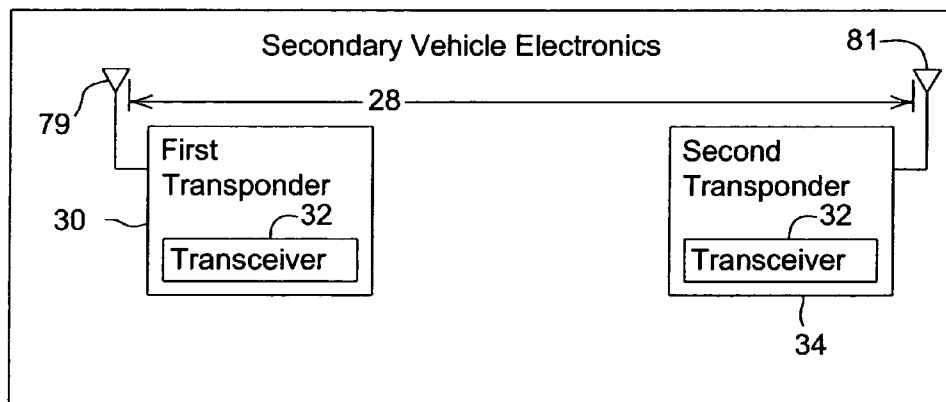 Secondary Vehicle Electronics
81
79
28
First
Transponder
30
32
Transceiver
Second
Transponder
32
Transceiver
34